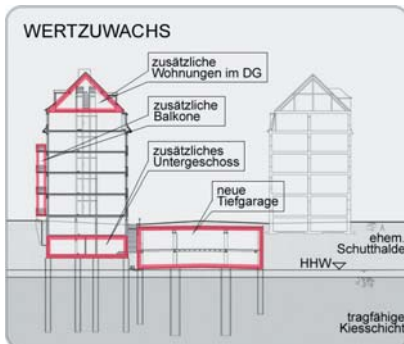 WERTZUWACHS
zusätzliche
Wohnungen im DG
zusätzliche
Balkone
zusätzliches
Untergeschoss
neue
Tiefgarage
ehem.
Schutthalde
HHW
tragfähige
Kiesschicht